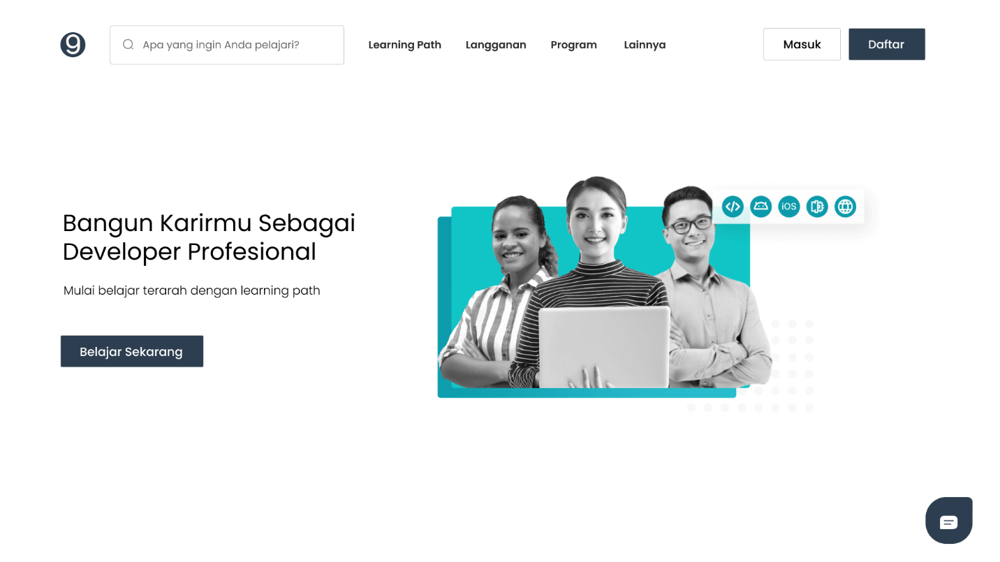 9
Apa yang ingin Anda pelajari?
Learning Path
Langganan
Program
Lainnya
Masuk
Daftar
iOS
Bangun Karirmu Sebagai
Developer Profesional
Mulai belajar terarah dengan learning path
Belajar Sekarang